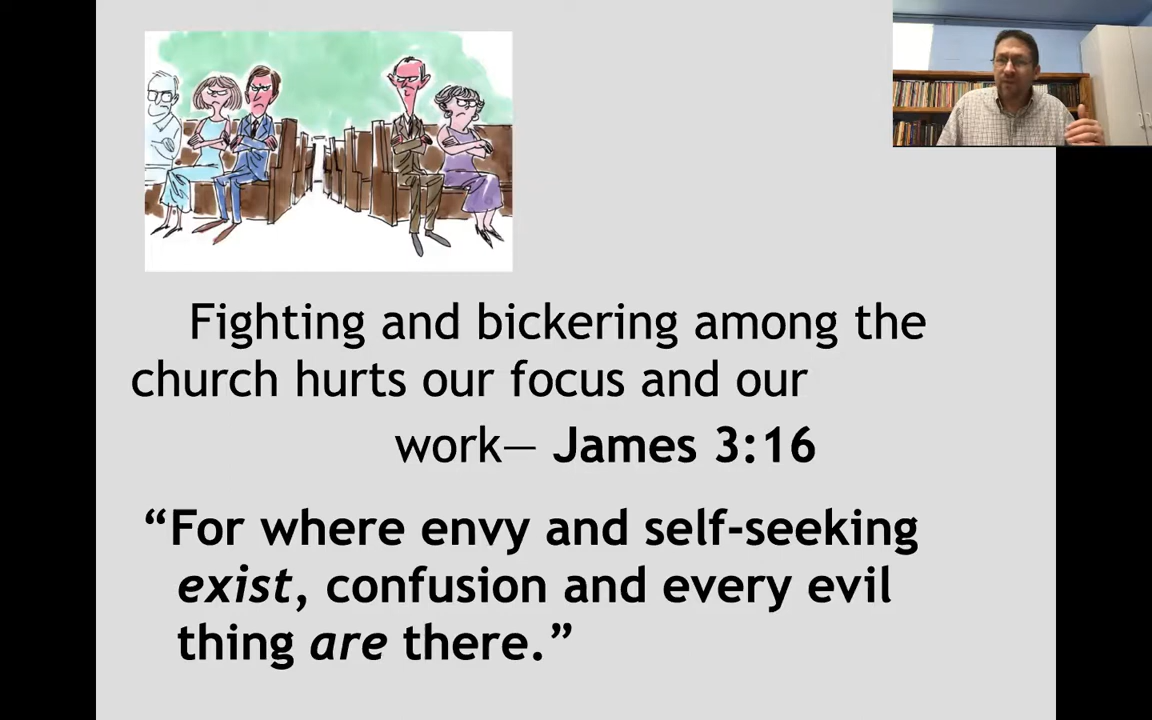 Fighting and bickering among the
church hurts our focus and our
work— James 3:16
“For where envy and self-seeking
exist, confusion and every evil
thing are there.”